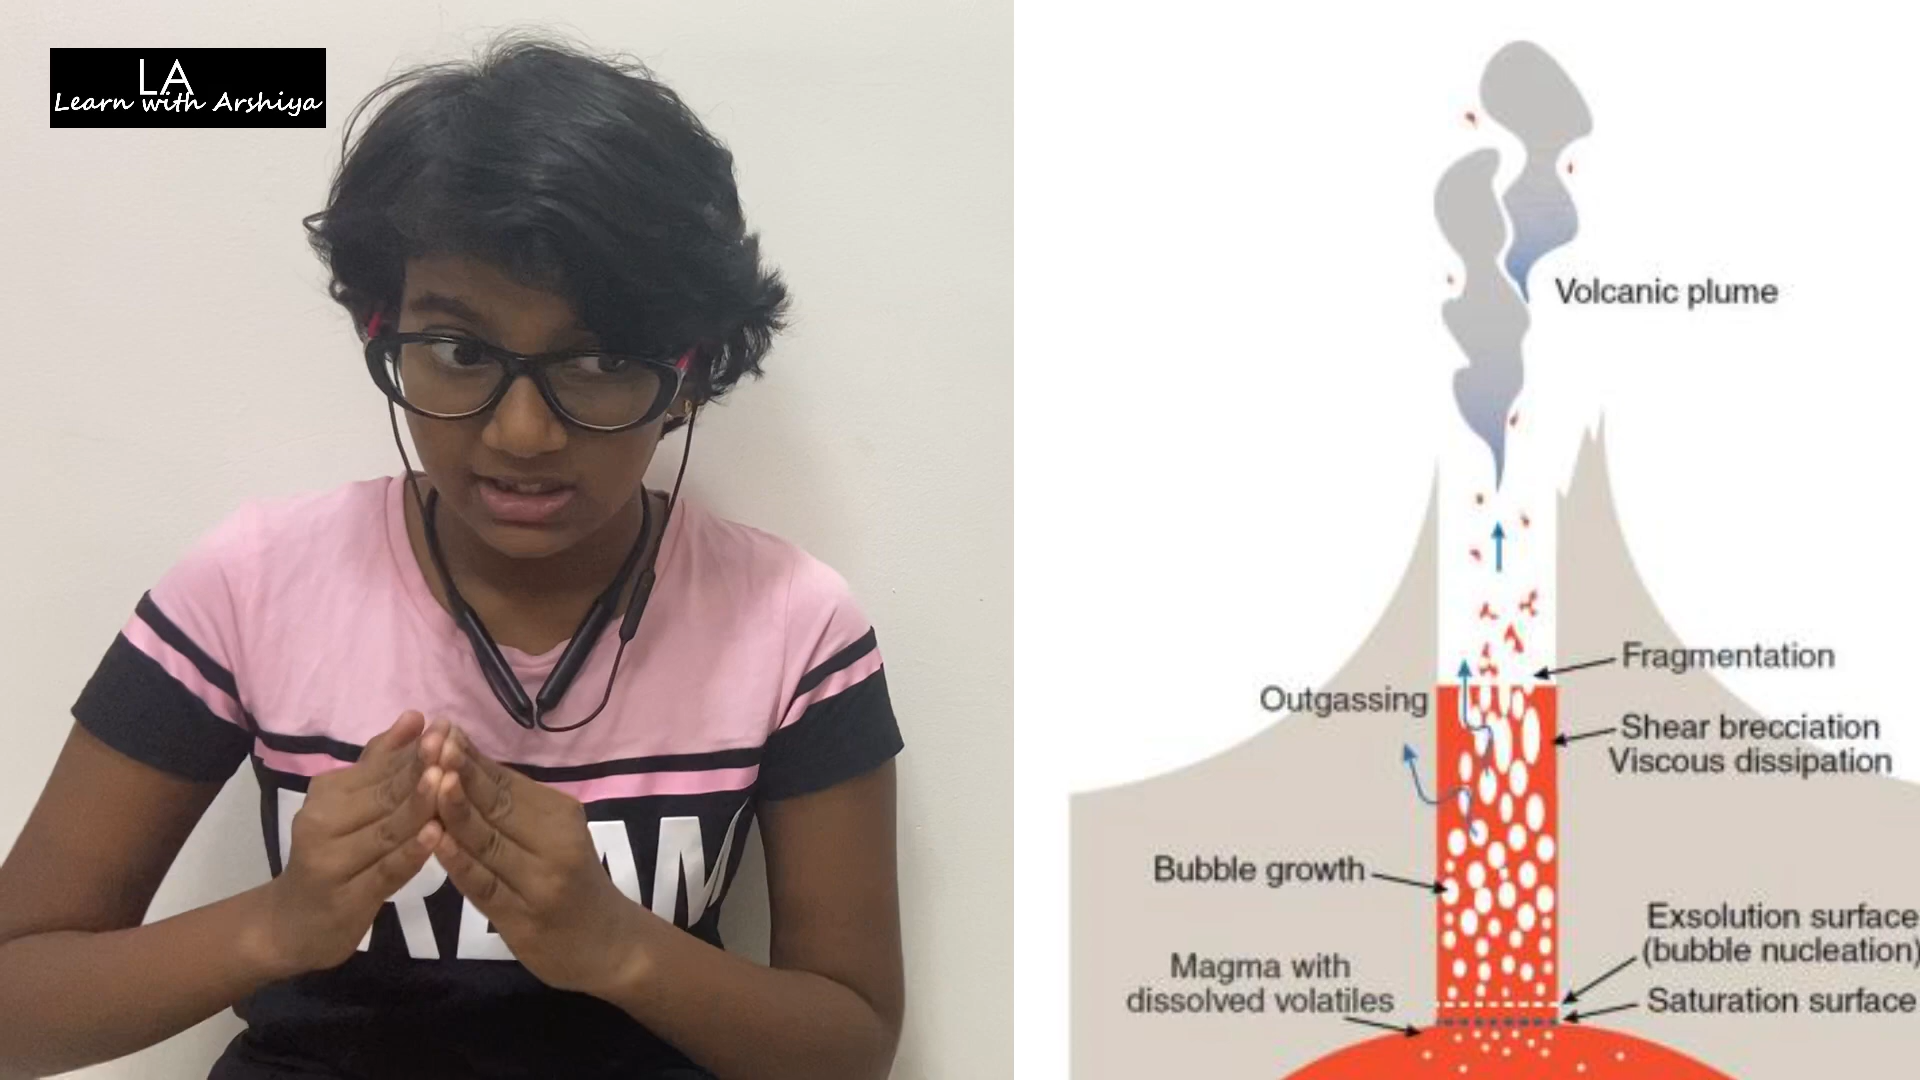 LA
Learn with Arshiya
Volcanic plume
Fragmentation
Outgassing
Shear brecciation
Viscous dissipation
Bubble growth
Exsolution surface
(bubble nucleation)
Magma with
dissolved volatiles
Saturation surface